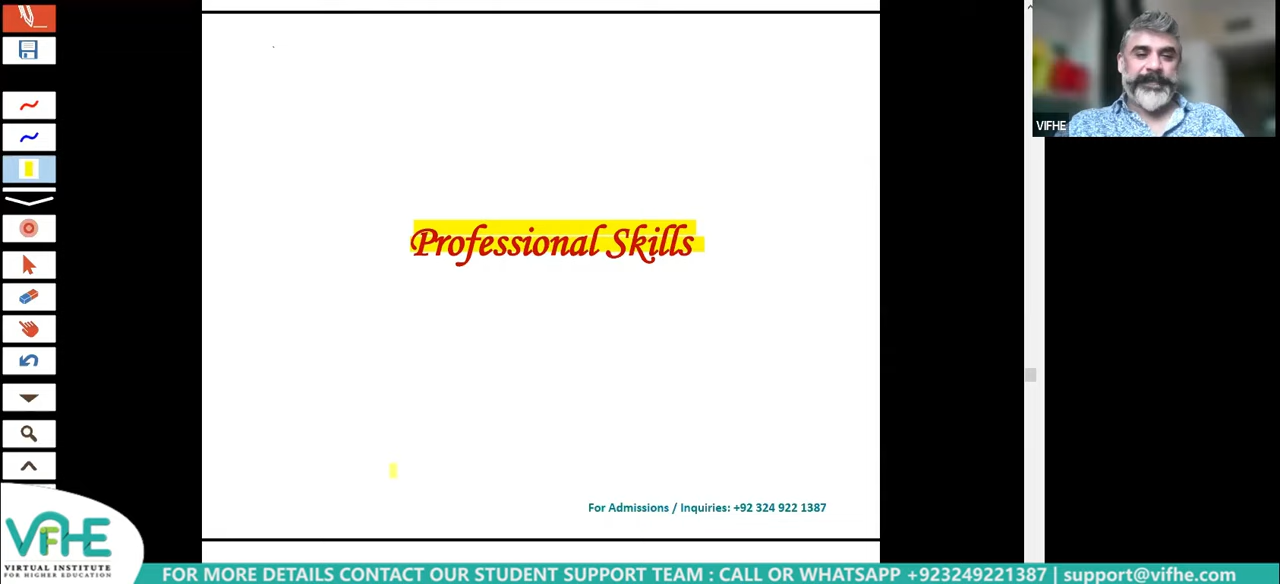 VIFHE
Professional Skills
For Admissions / Inquiries: +92 324 922 1387
VIFHE
VIRTUAL INSTITUTE
FOR HIGHER EDUCATION
FOR MORE DETAILS CONTACT OUR STUDENT SUPPORT TEAM : CALL OR WHATSAPP +923249221387 | support@vifhe.com